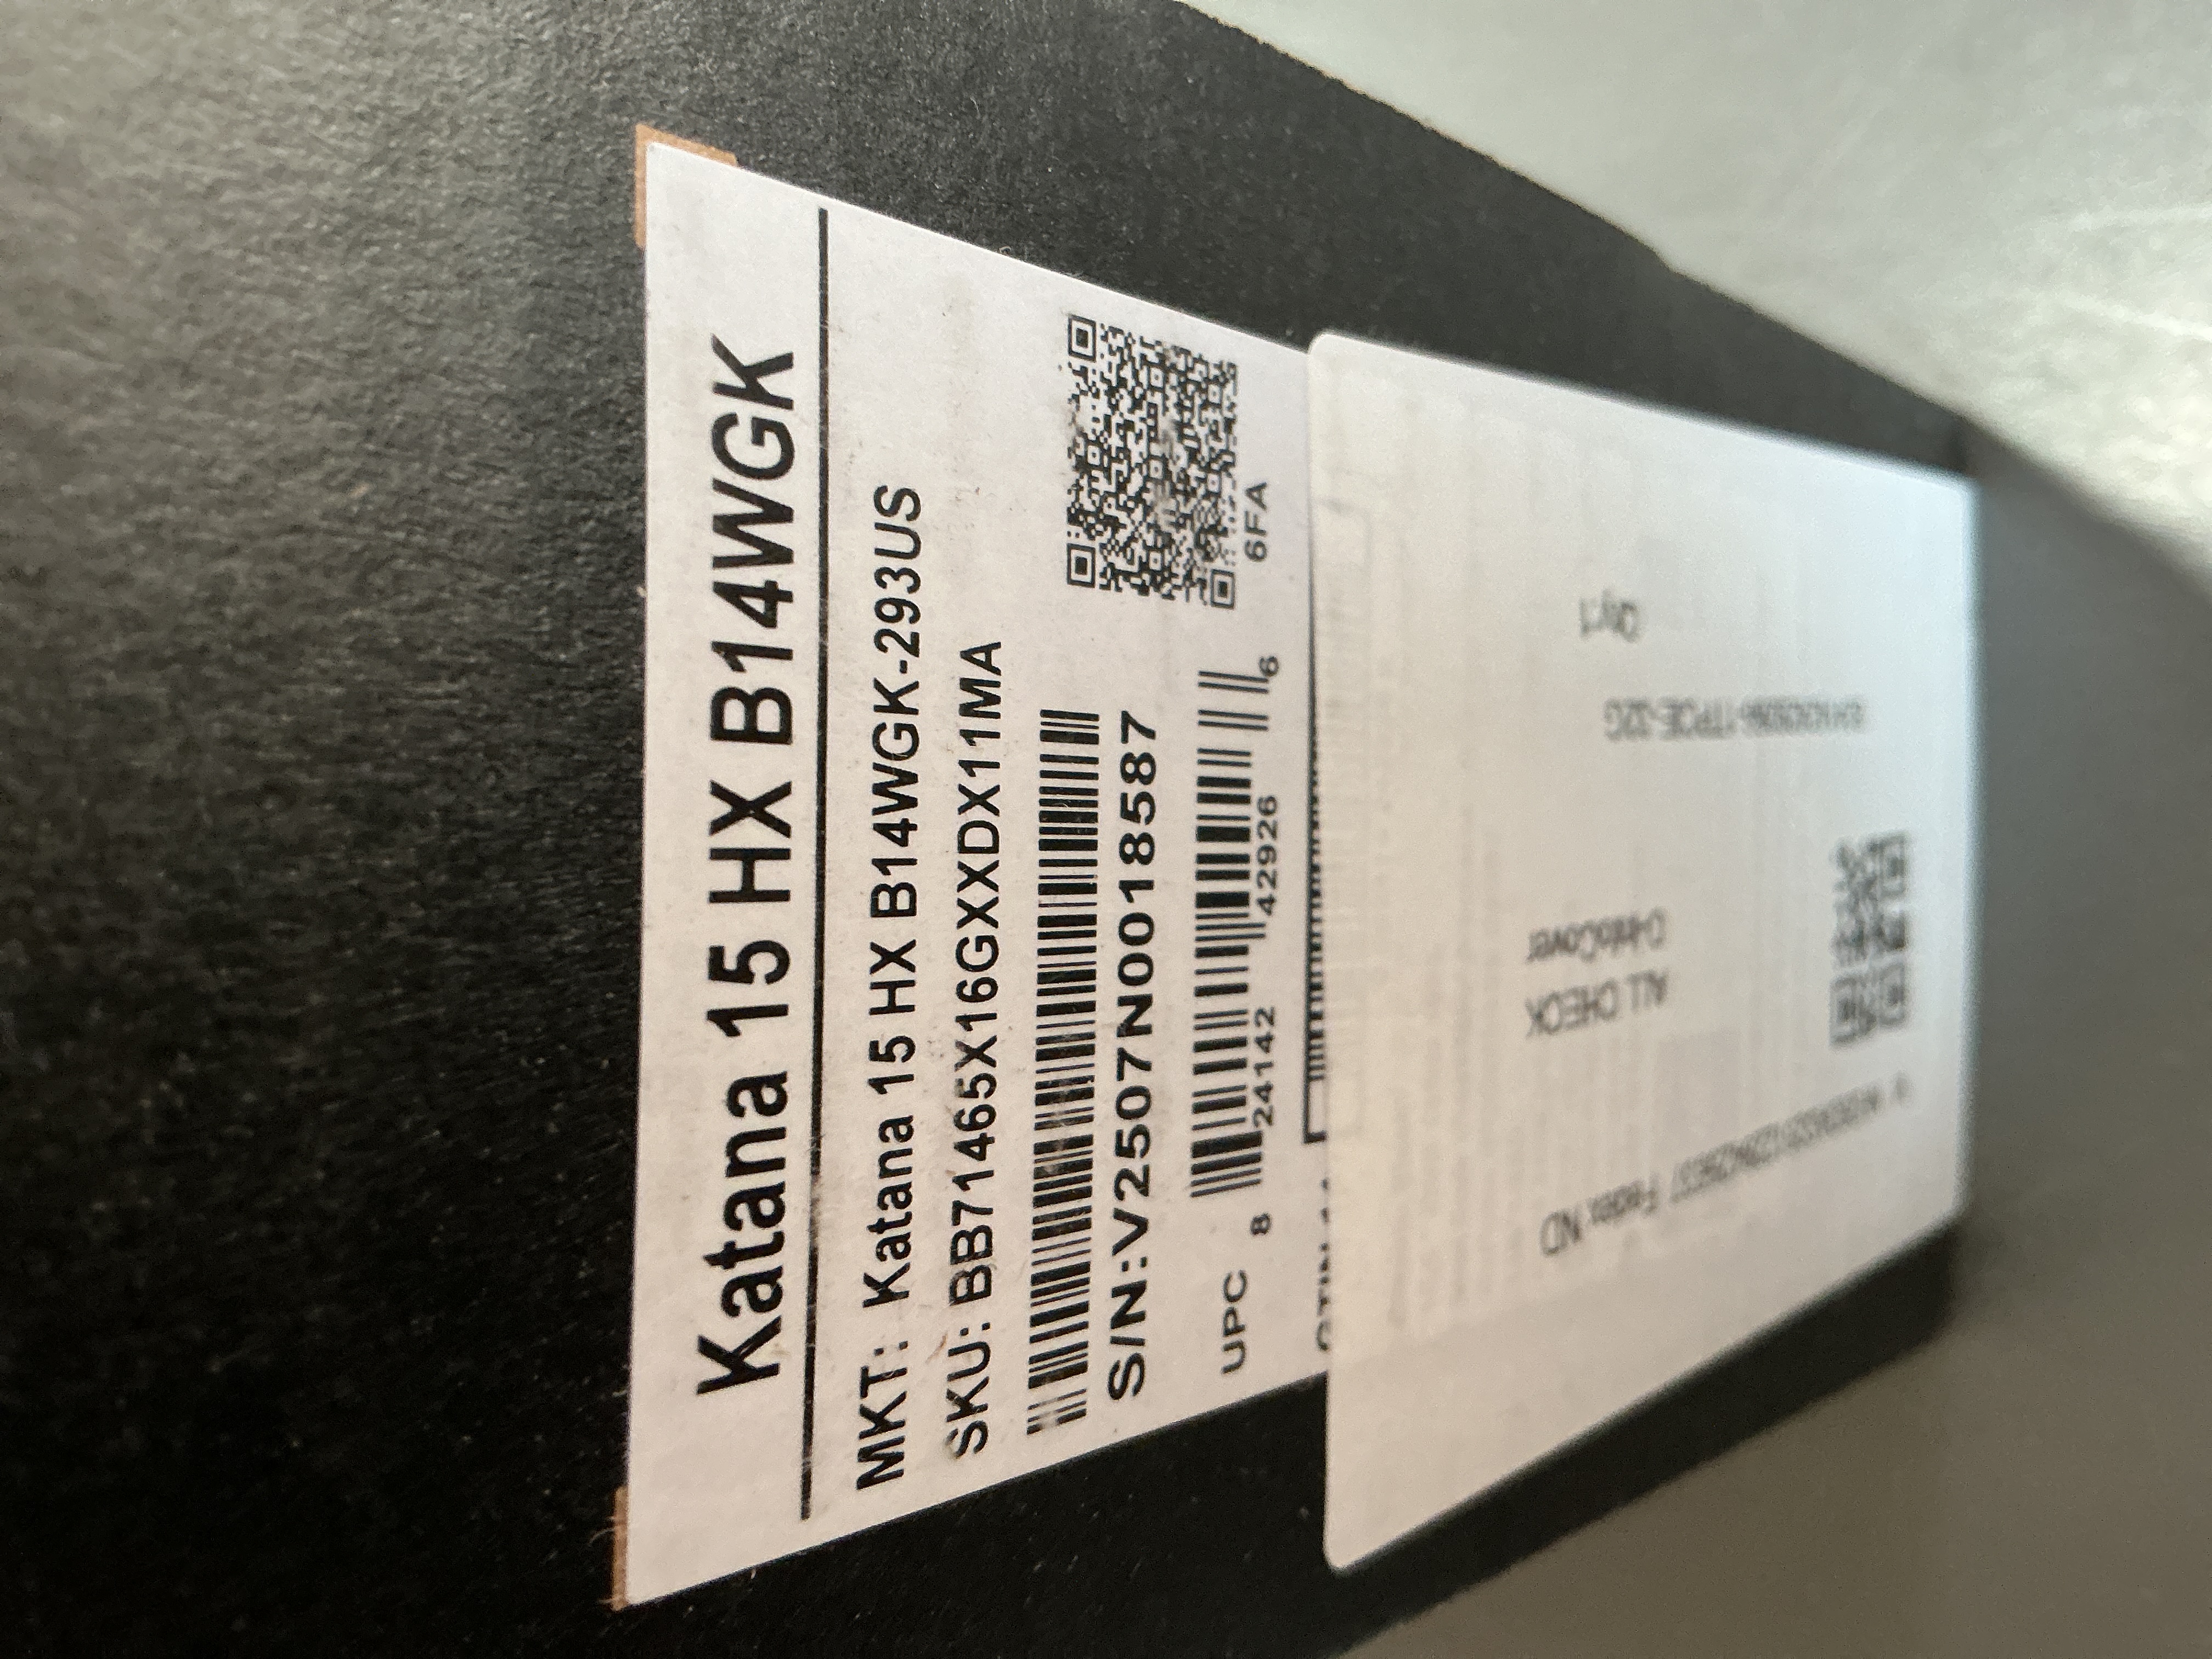 Katana 15 HX B14WGK
MKT: Katana 15 HX B14WGK-293US
SKU: BB71465X16GXXDX11MA
S/N:V2507N0018587
6FA
UPC
8 24142 42926 6
Qty:1
ALL CHECK